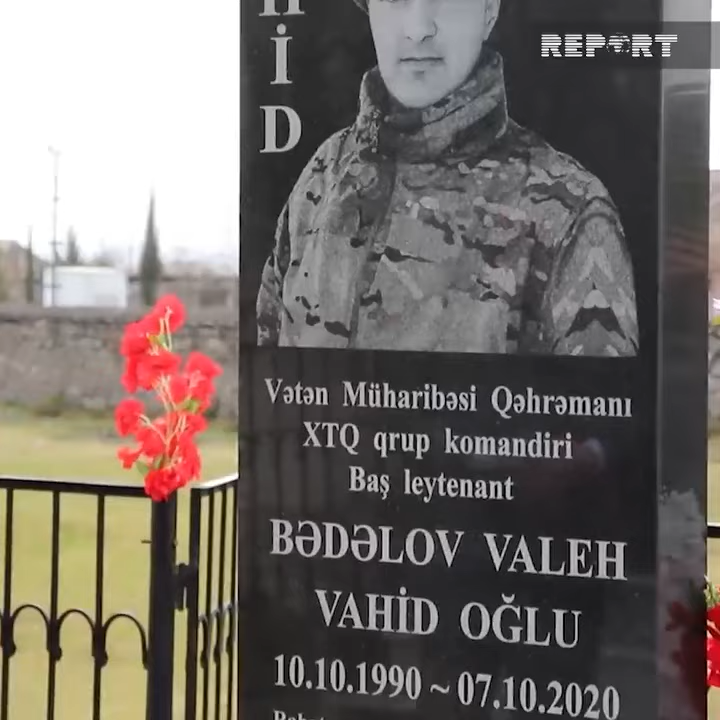 REPORT
HİD
Vətən Müharibəsi Qəhrəmanı
XTQ qrup komandiri
Baş leytenant
BƏDƏLOV VALEH
VAHİD OĞLU
10.10.1990 ~ 07.10.2020